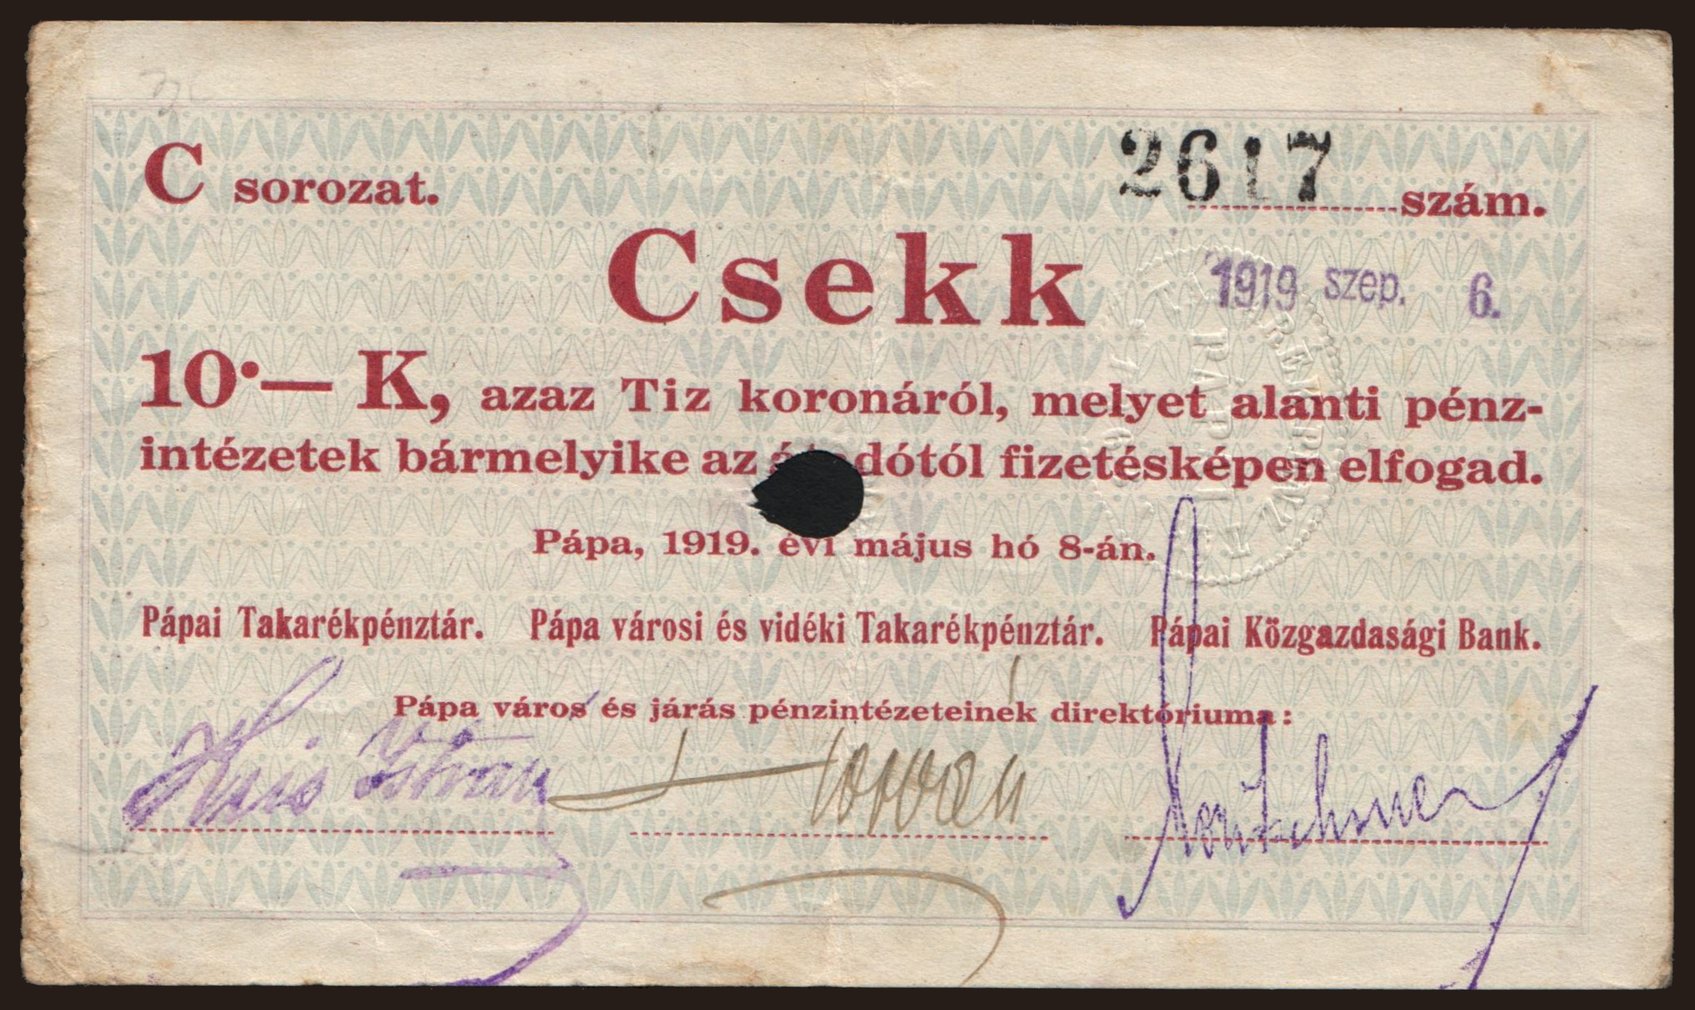 C sorozat.
2617 szám.
Csekk
1919 szep. 6.
10·— K, azaz Tiz koronáról, melyet alanti pénz-
intézetek bármelyike az dótól fizetésképen elfogad.
Pápa, 1919. évi május hó 8-án.
Pápai Takarékpénztár. Pápa városi és vidéki Takarékpénztár. Pápai Közgazdasági Bank.
Pápa város és járás pénzintézeteinek direktóriuma:
István
PÁPA